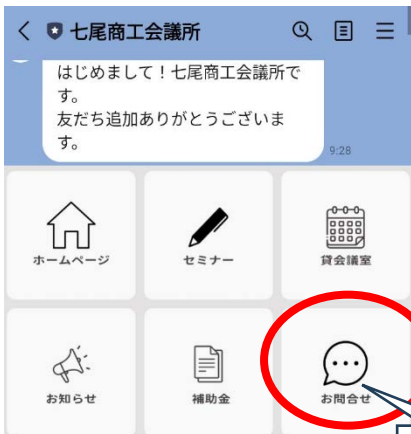 七尾商工会議所
はじめまして！七尾商工会議所で
す。
友だち追加ありがとうございま
す。
9:28
ホームページ
セミナー
貸会議室
お知らせ
補助金
お問合せ